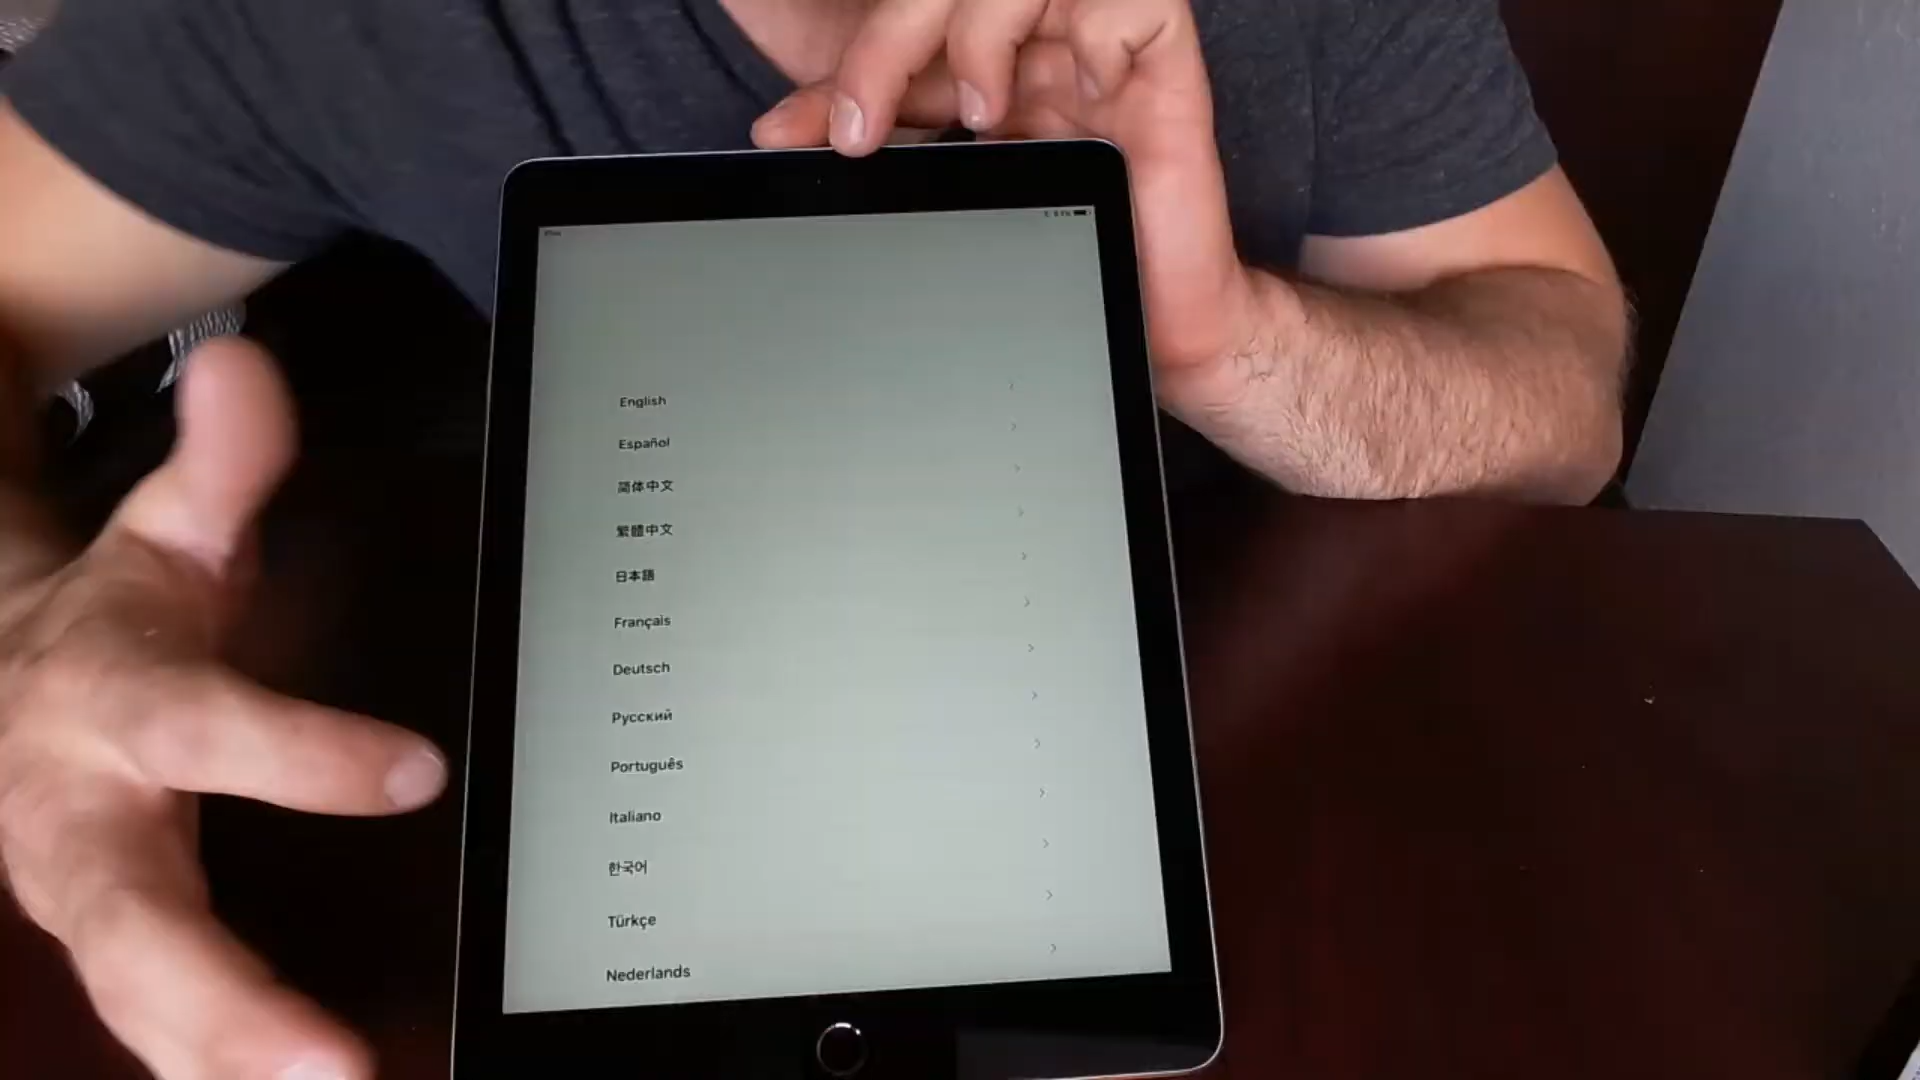 English
Español
简体中文
繁體中文
日本語
Français
Deutsch
Русский
Português
Italiano
한국어
Türkçe
Nederlands